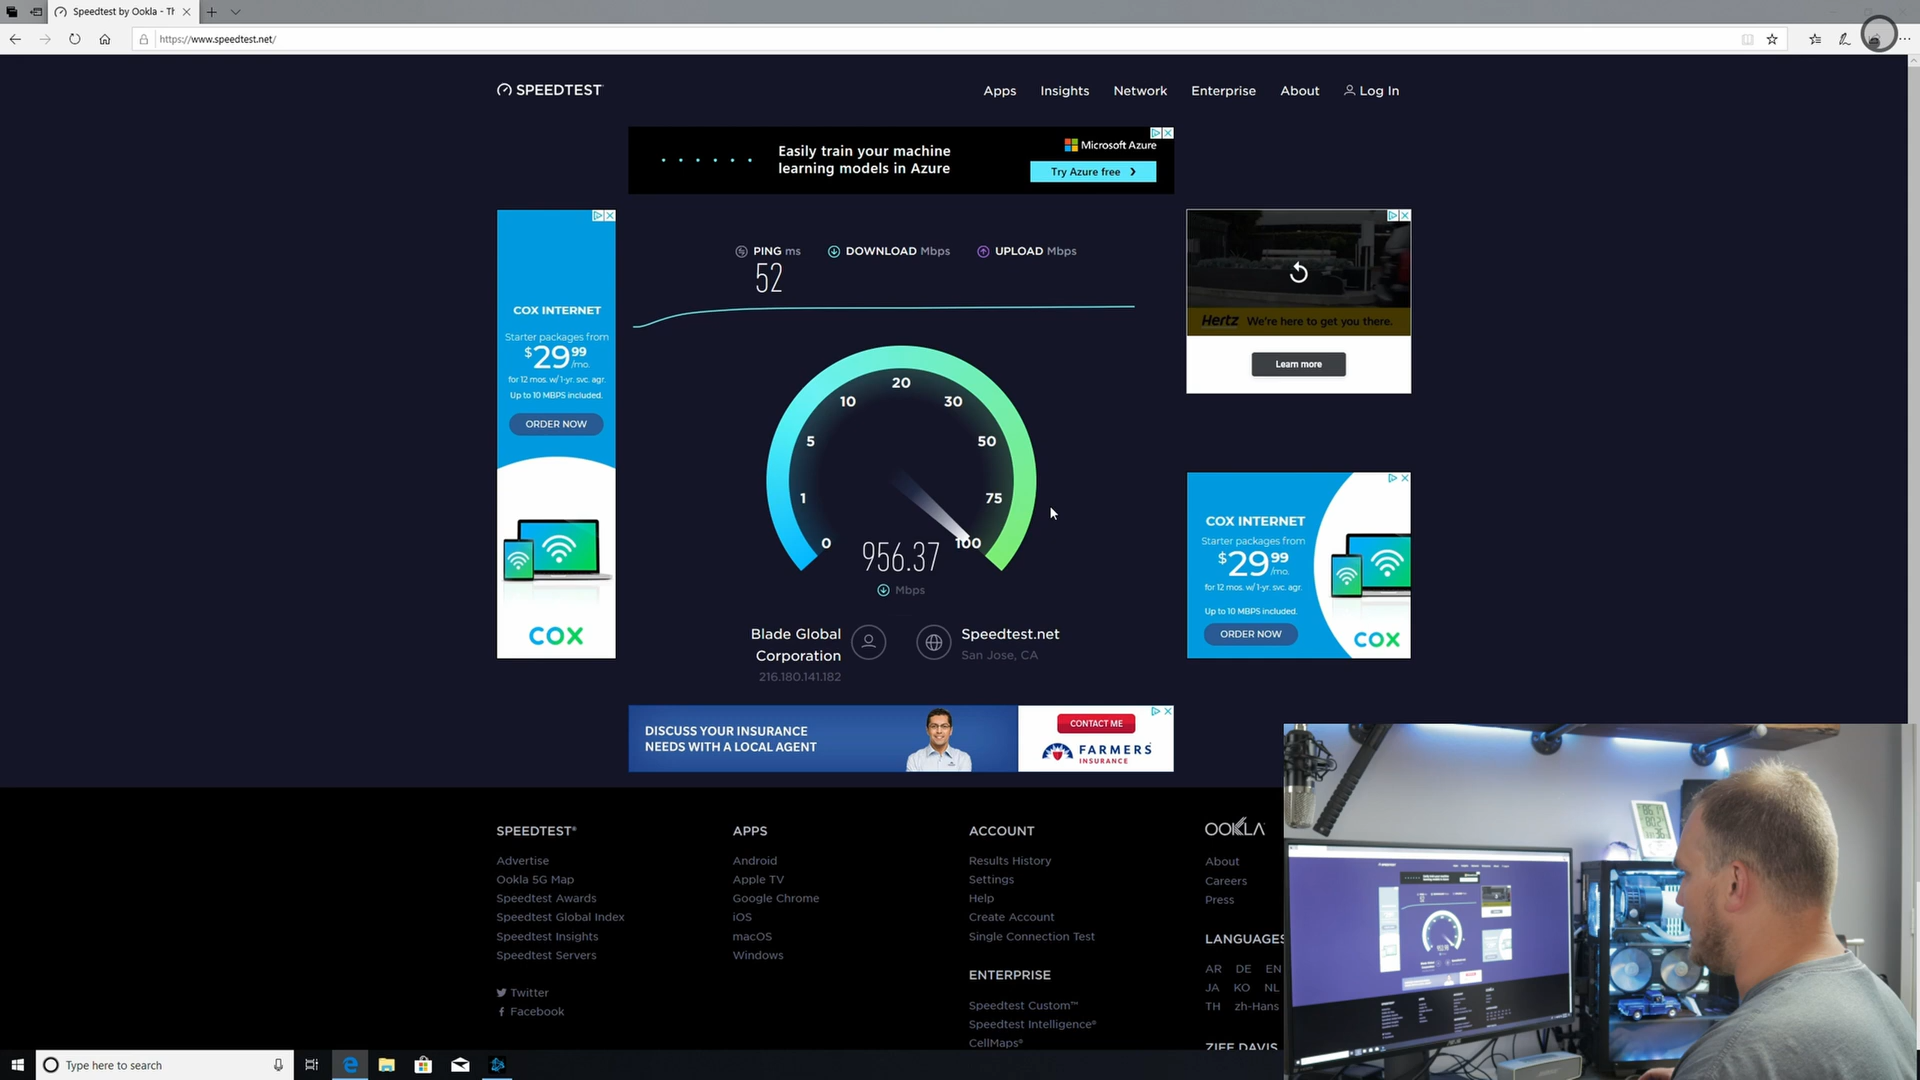 Speedtest by Ookla - Th
https://www.speedtest.net/
SPEEDTEST
Apps Insights Network Enterprise About Log In
Easily train your machine
learning models in Azure
Microsoft Azure
Try Azure free
PING ms DOWNLOAD Mbps UPLOAD Mbps
52
COX INTERNET
Starter packages from
$29.99/mo.
for 12 mos. w/ 1-yr. svc. agr.
Up to 10 MBPS included.
ORDER NOW
COX
Hertz We're here to get you there.
Learn more
0
1
5
10
20
30
50
75
100
956.37
Mbps
COX INTERNET
Starter packages from
$29.99/mo.
for 12 mos. w/ 1-yr. svc. agr.
Up to 10 MBPS included.
ORDER NOW
COX
Blade Global
Corporation
216.180.141.182
Speedtest.net
San Jose, CA
DISCUSS YOUR INSURANCE
NEEDS WITH A LOCAL AGENT
CONTACT ME
FARMERS
INSURANCE
SPEEDTEST®
Advertise
Ookla 5G Map
Speedtest Awards
Speedtest Global Index
Speedtest Insights
Speedtest Servers
Twitter
Facebook
APPS
Android
Apple TV
Google Chrome
iOS
macOS
Windows
ACCOUNT
Results History
Settings
Help
Create Account
Single Connection Test
ENTERPRISE
Speedtest Custom™
Speedtest Intelligence®
CellMaps®
OOKLA
About
Careers
Press
LANGUAGES
AR DE EN
JA KO NL
TH zh-Hans
ZIFF DAVIS
Type here to search